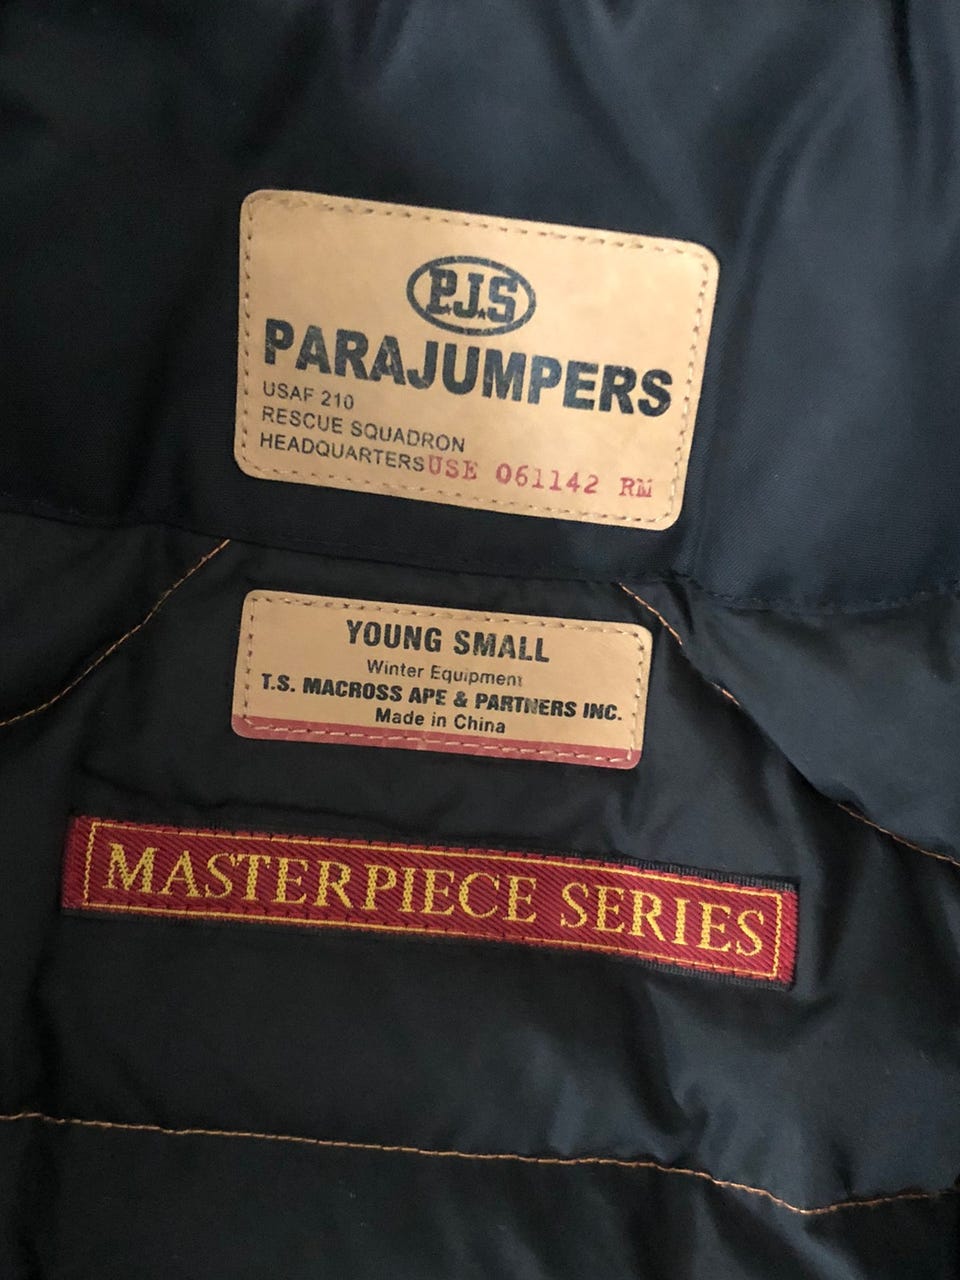 P.J.S
PARAJUMPERS
USAF 210
RESCUE SQUADRON
HEADQUARTERS USE 061142 RM
YOUNG SMALL
Winter Equipment
T.S. MACROSS APE & PARTNERS INC.
Made in China
MASTERPIECE SERIES